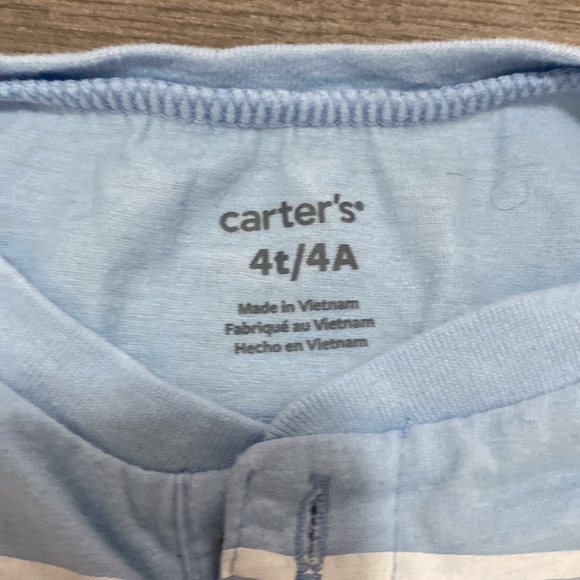 carter's
4t/4A
Made in Vietnam
Fabriqué au Vietnam
Hecho en Vietnam